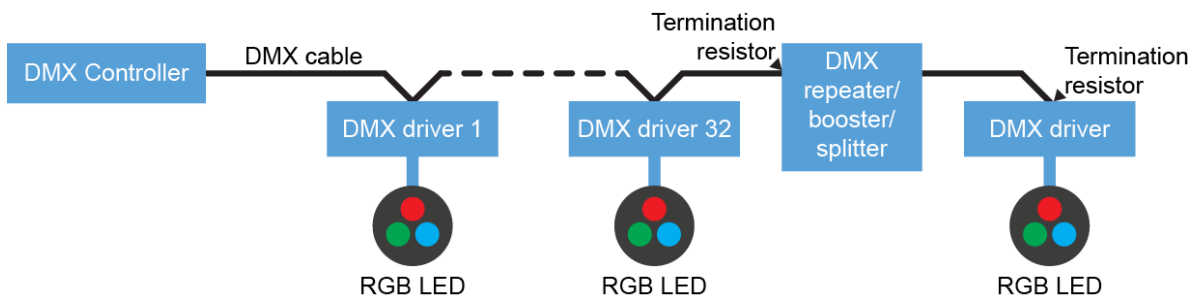 DMX Controller
DMX cable
DMX driver 1
RGB LED
DMX driver 32
RGB LED
Termination
resistor
DMX
repeater/
booster/
splitter
Termination
resistor
DMX driver
RGB LED